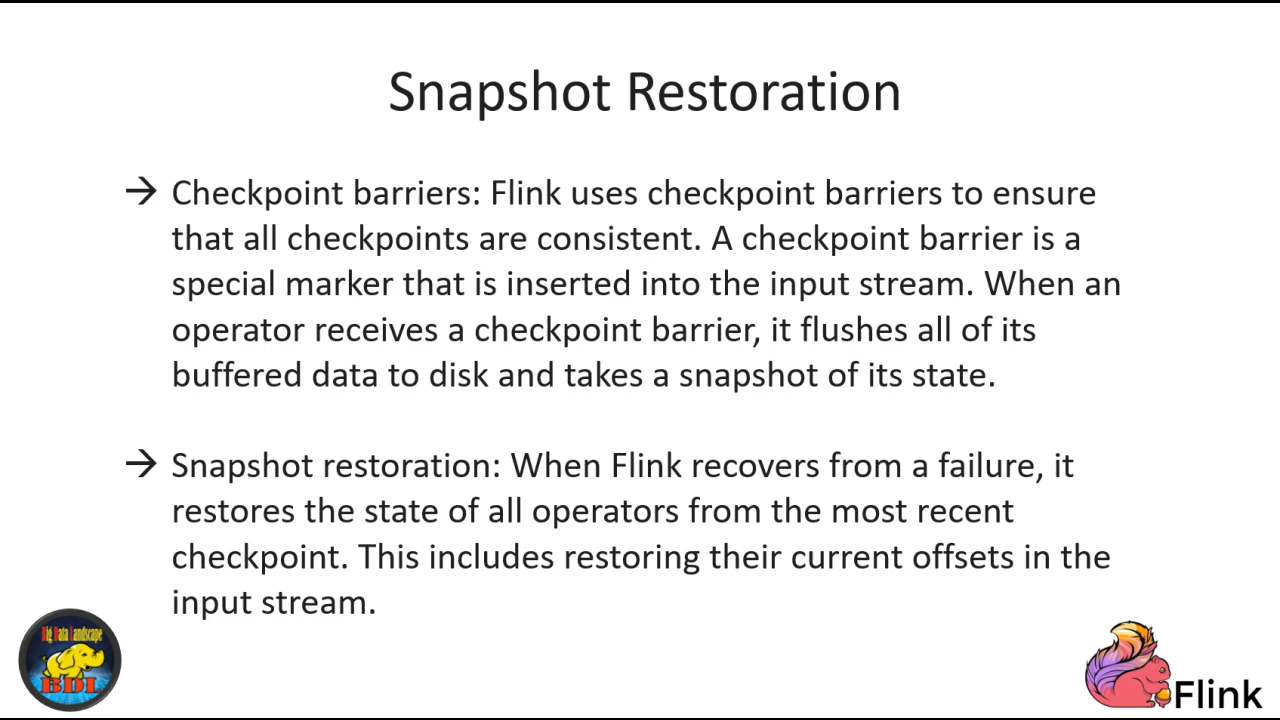 Snapshot Restoration
→ Checkpoint barriers: Flink uses checkpoint barriers to ensure
that all checkpoints are consistent. A checkpoint barrier is a
special marker that is inserted into the input stream. When an
operator receives a checkpoint barrier, it flushes all of its
buffered data to disk and takes a snapshot of its state.
→ Snapshot restoration: When Flink recovers from a failure, it
restores the state of all operators from the most recent
checkpoint. This includes restoring their current offsets in the
input stream.
Big Data Landscape
BDL
Flink